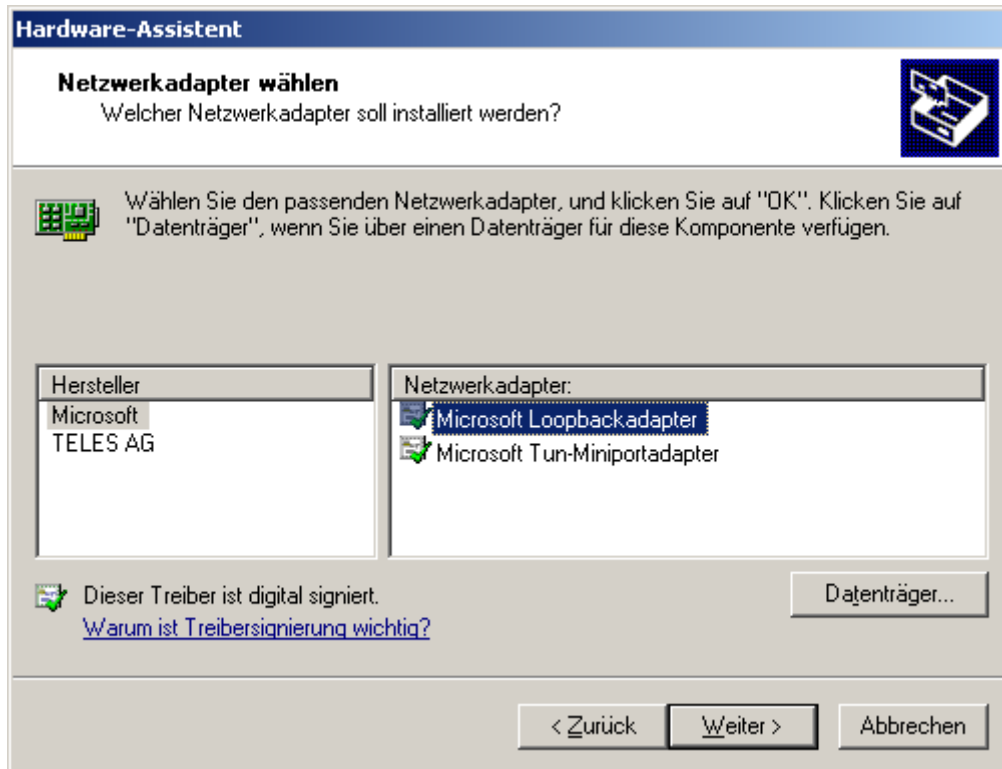 Hardware-Assistent
Netzwerkadapter wählen
Welcher Netzwerkadapter soll installiert werden?
Wählen Sie den passenden Netzwerkadapter, und klicken Sie auf "OK". Klicken Sie auf
"Datenträger", wenn Sie über einen Datenträger für diese Komponente verfügen.
Hersteller
Microsoft
TELES AG
Netzwerkadapter:
Microsoft Loopbackadapter
Microsoft Tun-Miniportadapter
Dieser Treiber ist digital signiert.
Warum ist Treibersignierung wichtig?
Datenträger...
< Zurück
Weiter >
Abbrechen